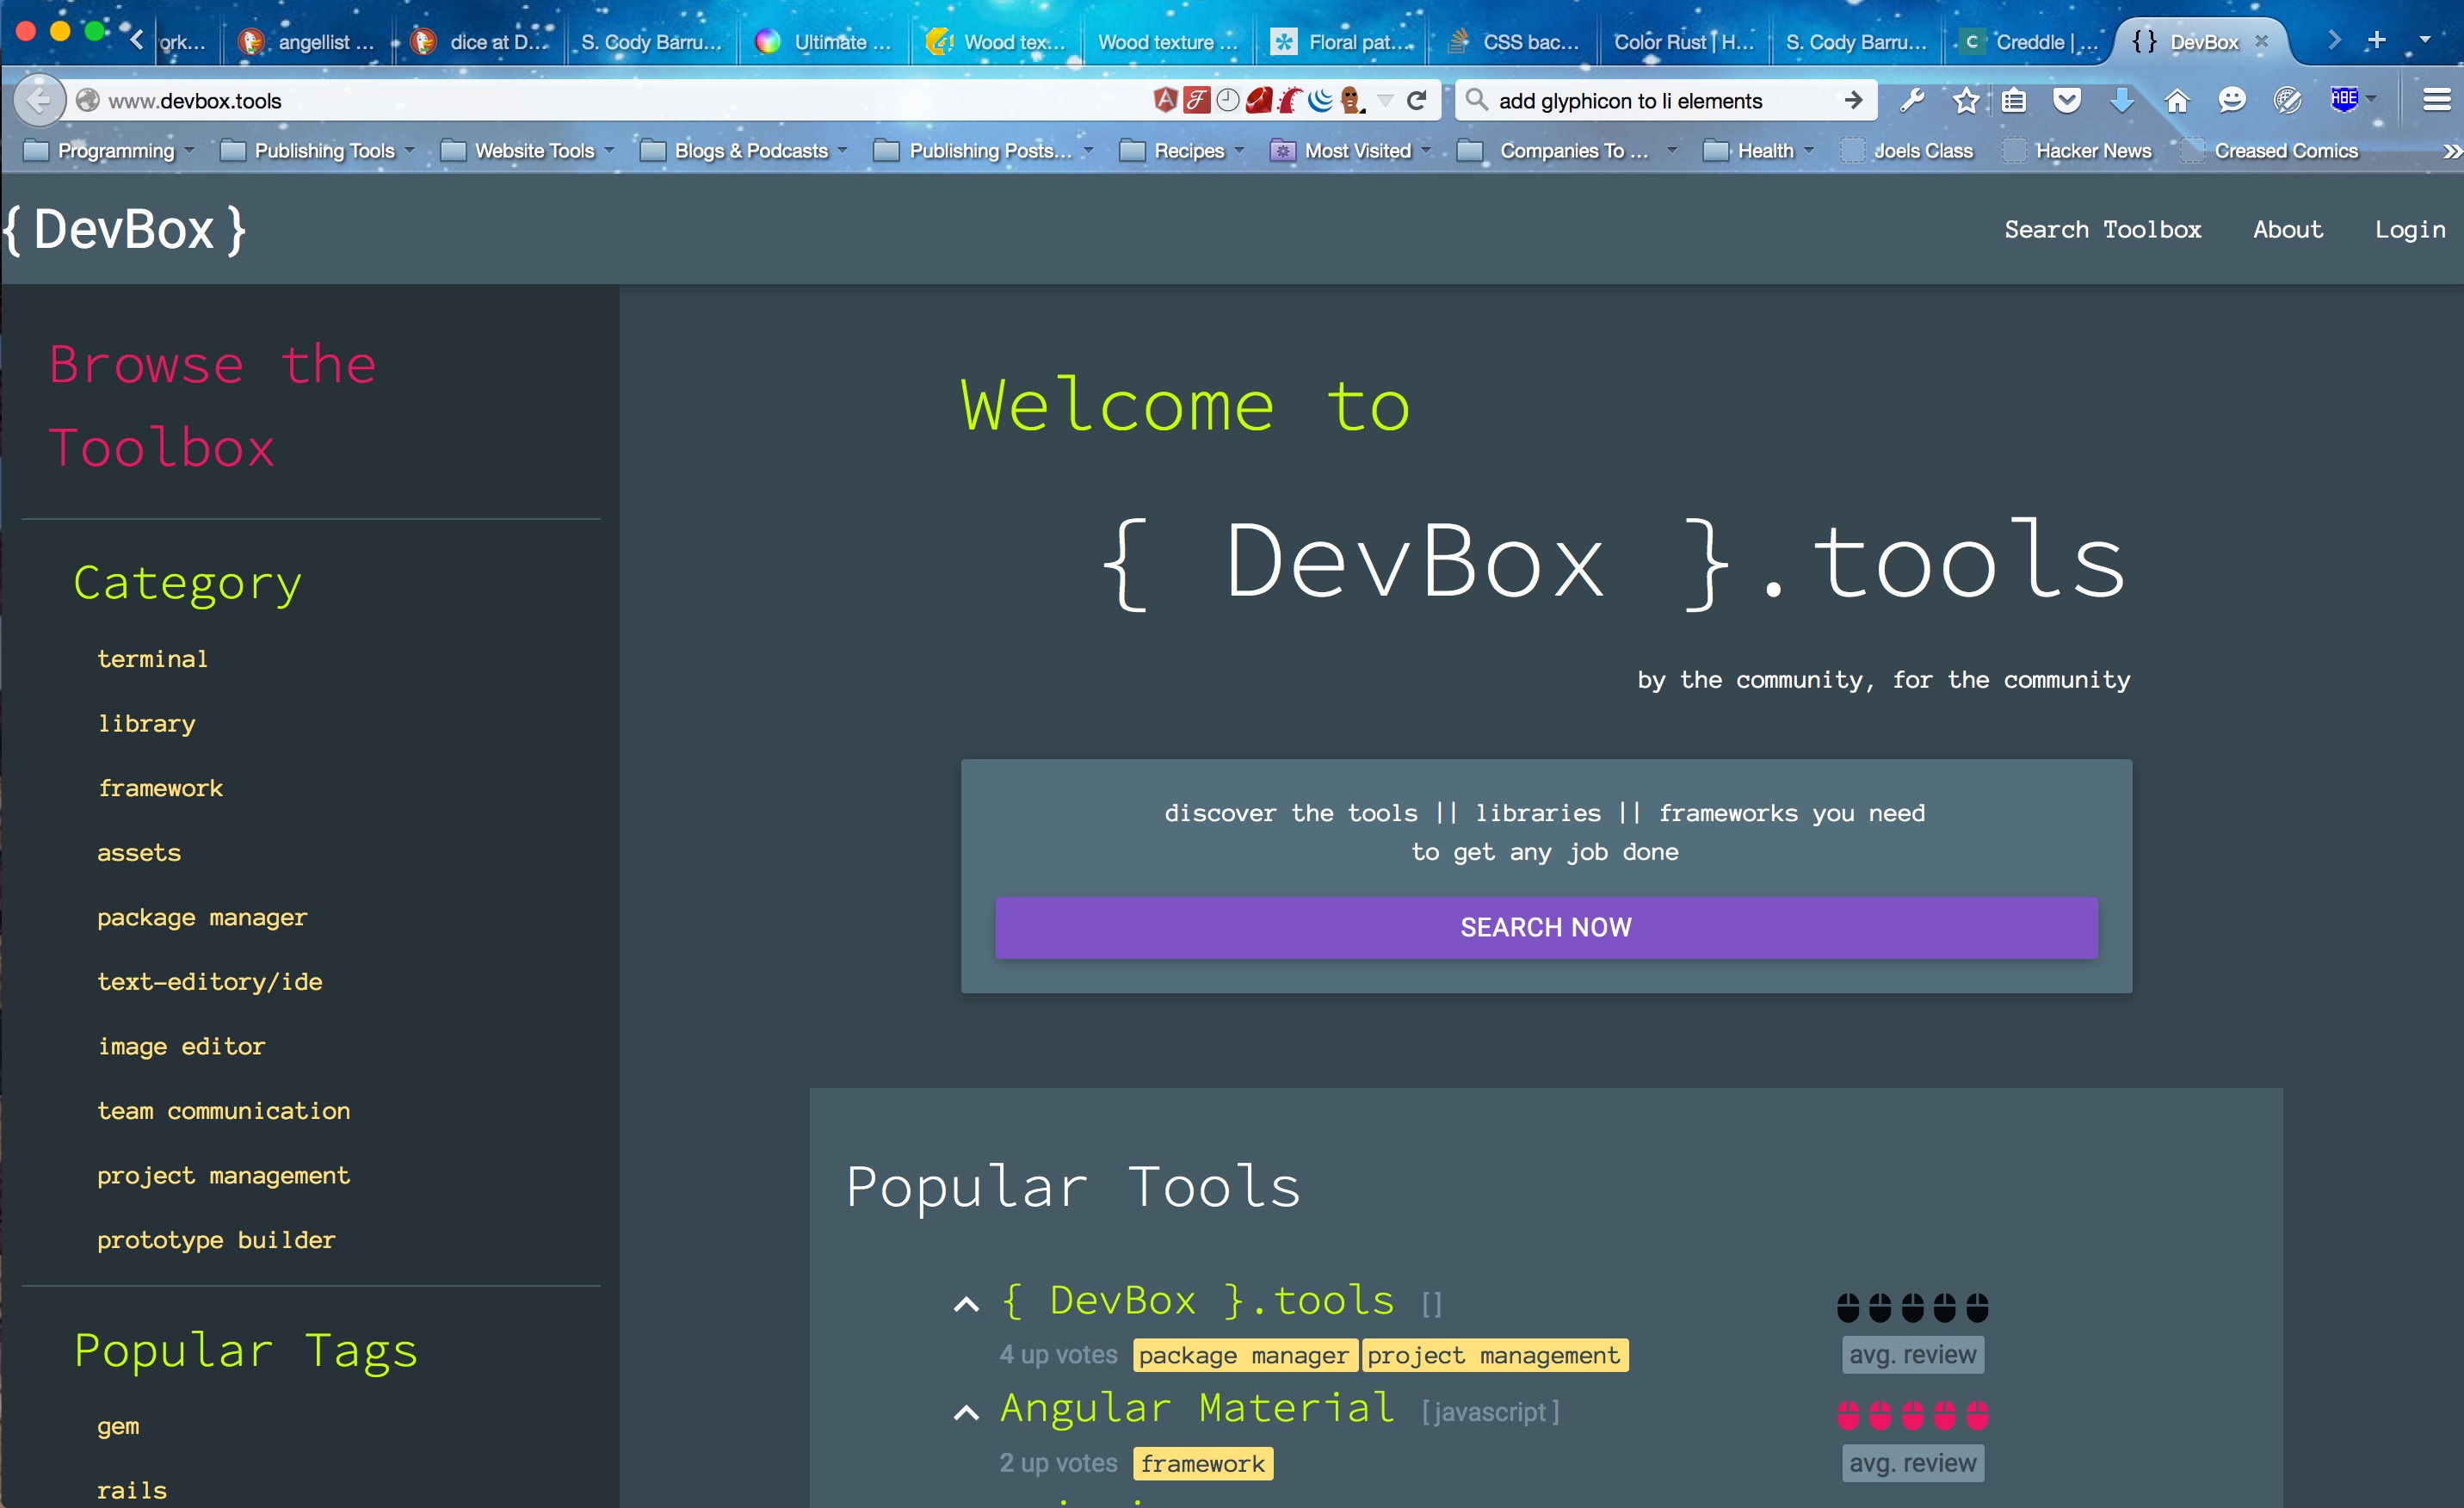 ork...
angellist ...
dice at D...
S. Cody Barru...
Ultimate ...
Wood tex...
Wood texture ...
Floral pat...
CSS bac...
Color Rust | H...
S. Cody Barru...
Creddle | ...
{ } DevBox
www.devbox.tools
add glyphicon to li elements
ABE
Programming
Publishing Tools
Website Tools
Blogs & Podcasts
Publishing Posts...
Recipes
Most Visited
Companies To ...
Health
Joels Class
Hacker News
Creased Comics
{ DevBox }
Search Toolbox
About
Login
Browse the
Toolbox
Category
terminal
library
framework
assets
package manager
text-editory/ide
image editor
team communication
project management
prototype builder
Popular Tags
gem
rails
Welcome to
{ DevBox }.tools
by the community, for the community
discover the tools || libraries || frameworks you need
to get any job done
SEARCH NOW
Popular Tools
{ DevBox }.tools []
4 up votes package manager project management
avg. review
Angular Material [javascript]
2 up votes framework
avg. review